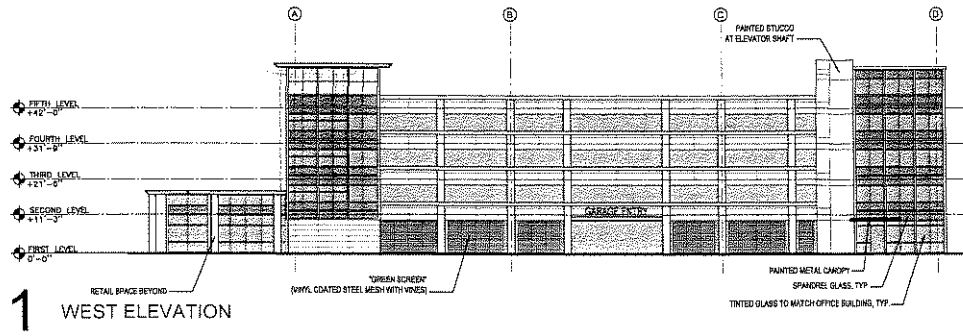 A B C D
PAINTED STUCCO
AT ELEVATOR SHAFT
FIFTH LEVEL
+42'-0"
FOURTH LEVEL
+31'-9"
THIRD LEVEL
+21'-6"
SECOND LEVEL
+11'-3"
GARAGE ENTRY
FIRST LEVEL
0'-0"
PAINTED METAL CANOPY
"GREEN SCREEN"
(VINYL COATED STEEL MESH WITH VINES)
RETAIL SPACE BEYOND
SPANDREL GLASS, TYP
TINTED GLASS TO MATCH OFFICE BUILDING, TYP.
1 WEST ELEVATION